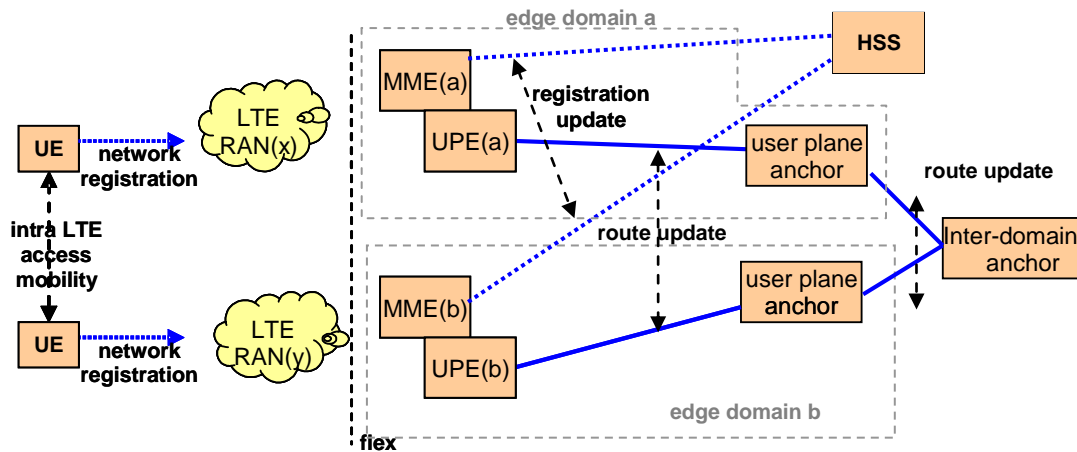 edge domain a
HSS
MME(a)
UPE(a)
registration
update
LTE
RAN(x)
UE
network
registration
user plane
anchor
route update
intra LTE
access
mobility
route update
Inter-domain
anchor
MME(b)
UPE(b)
user plane
anchor
LTE
RAN(y)
UE
network
registration
edge domain b
flex